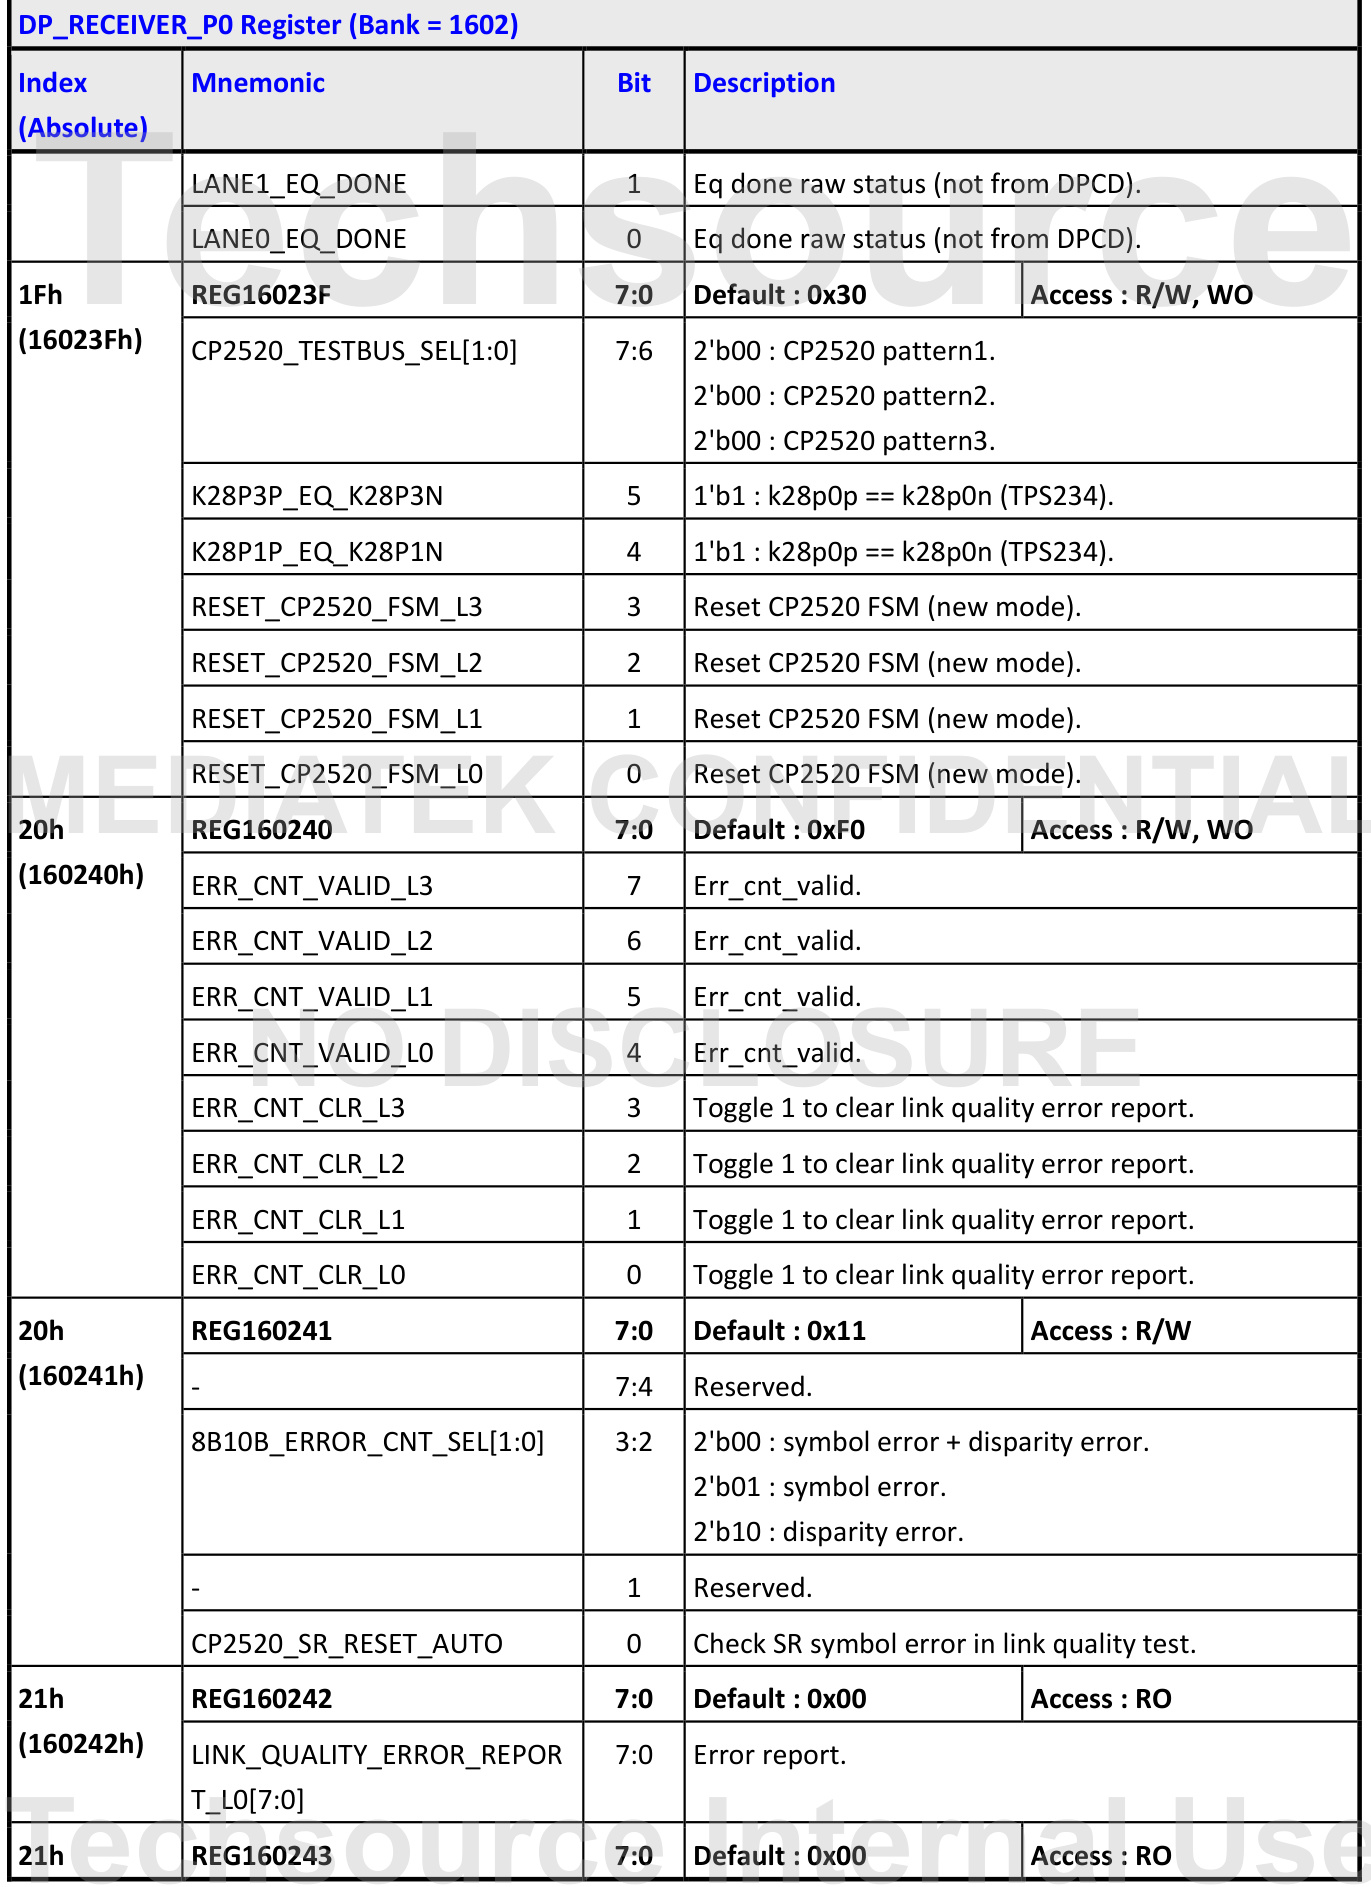 DP_RECEIVER_P0 Register (Bank = 1602)
Index (Absolute) Mnemonic Bit Description
LANE1_EQ_DONE 1 Eq done raw status (not from DPCD).
LANE0_EQ_DONE 0 Eq done raw status (not from DPCD).
Techsource
1Fh REG16023F 7:0 Default : 0x30 Access : R/W, WO
(16023Fh) CP2520_TESTBUS_SEL[1:0] 7:6 2'b00 : CP2520 pattern1.
2'b00 : CP2520 pattern2.
2'b00 : CP2520 pattern3.
K28P3P_EQ_K28P3N 5 1'b1 : k28p0p == k28p0n (TPS234).
K28P1P_EQ_K28P1N 4 1'b1 : k28p0p == k28p0n (TPS234).
RESET_CP2520_FSM_L3 3 Reset CP2520 FSM (new mode).
RESET_CP2520_FSM_L2 2 Reset CP2520 FSM (new mode).
RESET_CP2520_FSM_L1 1 Reset CP2520 FSM (new mode).
RESET_CP2520_FSM_L0 0 Reset CP2520 FSM (new mode).
MEDIATEK CONFIDENTIAL
20h REG160240 7:0 Default : 0xF0 Access : R/W, WO
(160240h) ERR_CNT_VALID_L3 7 Err_cnt_valid.
ERR_CNT_VALID_L2 6 Err_cnt_valid.
ERR_CNT_VALID_L1 5 Err_cnt_valid.
ERR_CNT_VALID_L0 4 Err_cnt_valid.
NO DISCLOSURE
ERR_CNT_CLR_L3 3 Toggle 1 to clear link quality error report.
ERR_CNT_CLR_L2 2 Toggle 1 to clear link quality error report.
ERR_CNT_CLR_L1 1 Toggle 1 to clear link quality error report.
ERR_CNT_CLR_L0 0 Toggle 1 to clear link quality error report.
20h REG160241 7:0 Default : 0x11 Access : R/W
(160241h) - 7:4 Reserved.
8B10B_ERROR_CNT_SEL[1:0] 3:2 2'b00 : symbol error + disparity error.
2'b01 : symbol error.
2'b10 : disparity error.
- 1 Reserved.
CP2520_SR_RESET_AUTO 0 Check SR symbol error in link quality test.
21h REG160242 7:0 Default : 0x00 Access : RO
(160242h) LINK_QUALITY_ERROR_REPOR 7:0 Error report.
T_L0[7:0]
Techsource Internal Use
21h REG160243 7:0 Default : 0x00 Access : RO